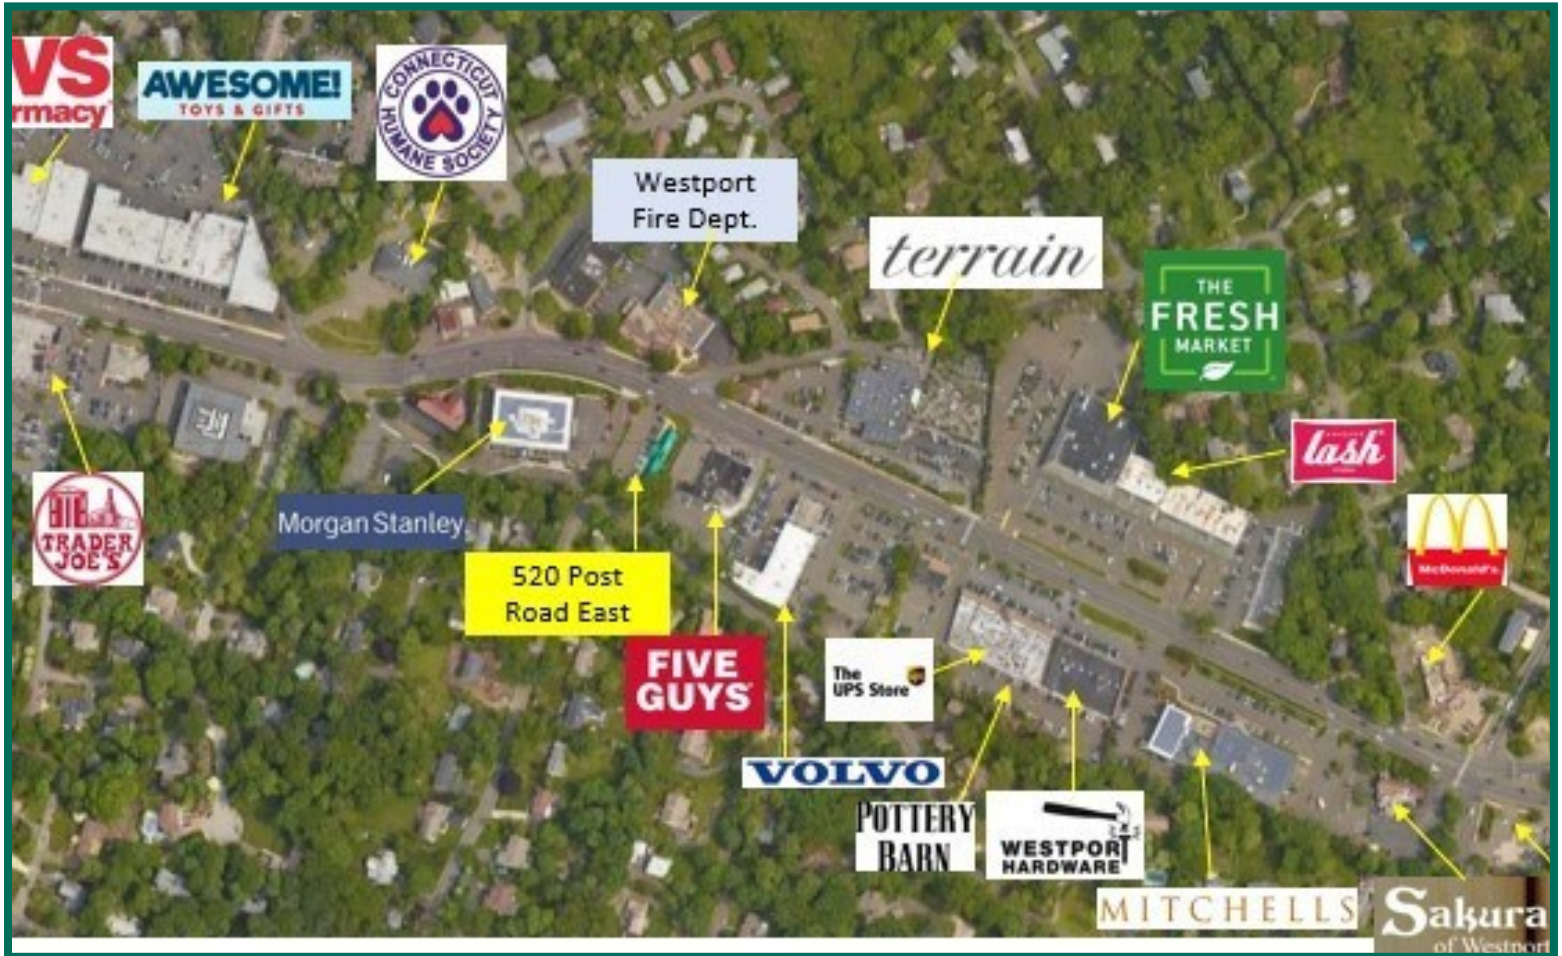 VS
rmacy
AWESOME!
TOYS & GIFTS
CONNECTICUT
HUMANE SOCIETY
Westport
Fire Dept.
terrain
THE
FRESH
MARKET
lash
TRADER
JOE'S
Morgan Stanley
520 Post
Road East
FIVE
GUYS
The
UPS Store
McDonald's
VOLVO
POTTERY
BARN
WESTPORT
HARDWARE
MITCHELLS
Sakura
of Westport